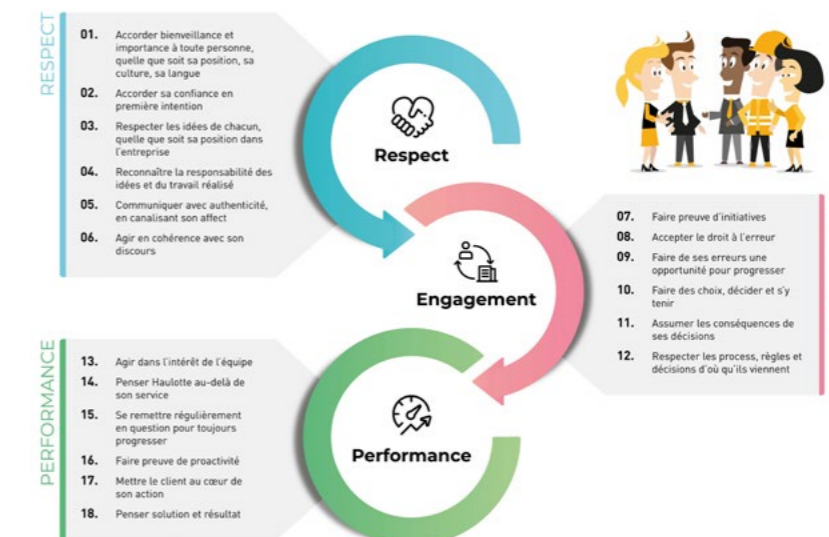 RESPECT
01. Accorder bienveillance et
importance à toute personne,
quelle que soit sa position, sa
culture, sa langue
02. Accorder sa confiance en
première intention
03. Respecter les idées de chacun,
quelle que soit sa position dans
l'entreprise
04. Reconnaître la responsabilité des
idées et du travail réalisé
05. Communiquer avec authenticité,
en canalisant son affect
06. Agir en cohérence avec son
discours
Respect
Engagement
07. Faire preuve d'initiatives
08. Accepter le droit à l'erreur
09. Faire de ses erreurs une
opportunité pour progresser
10. Faire des choix, décider et s'y
tenir
11. Assumer les conséquences de
ses décisions
12. Respecter les process, règles et
décisions d'où qu'ils viennent
PERFORMANCE
13. Agir dans l'intérêt de l'équipe
14. Penser Haulotte au-delà de
son service
15. Se remettre régulièrement
en question pour toujours
progresser
16. Faire preuve de proactivité
17. Mettre le client au cœur de
son action
18. Penser solution et résultat
Performance